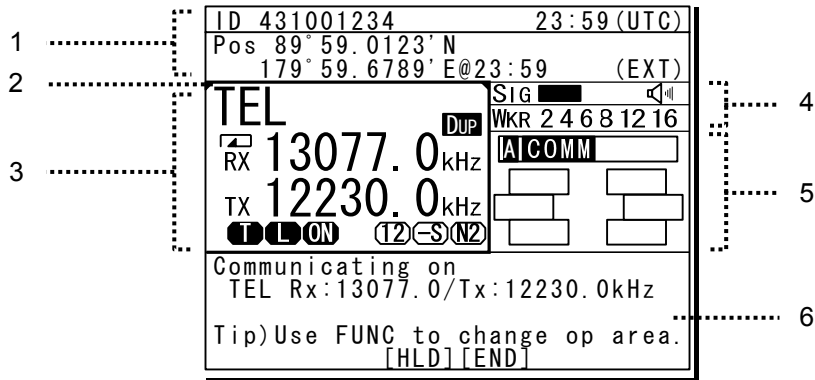 1
2
3
4
5
6
ID 431001234 23:59(UTC)
Pos 89°59.0123'N
179°59.6789'E@23:59 (EXT)
TEL
DUP
RX 13077.0kHz
TX 12230.0kHz
T L ON T2 -S N2
SIG
WKR 2 4 6 8 12 16
A COMM
Communicating on
TEL Rx:13077.0/Tx:12230.0kHz
Tip)Use FUNC to change op area.
[HLD][END]